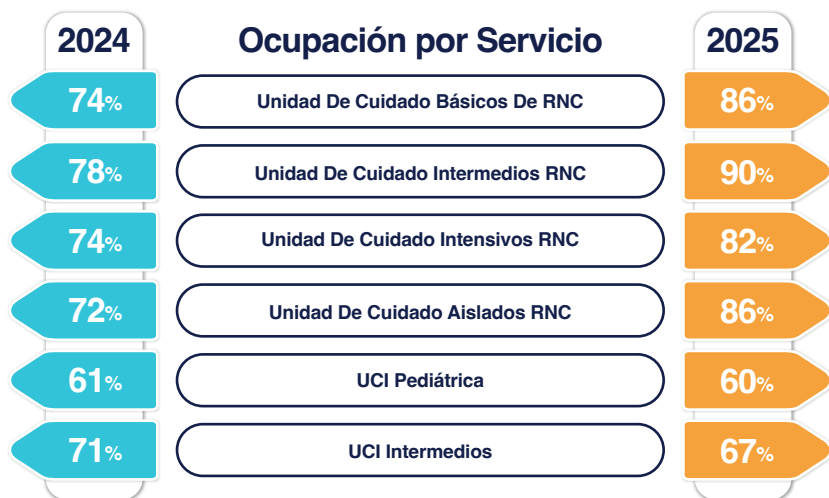 2024 Ocupación por Servicio 2025
74% Unidad De Cuidado Básicos De RNC 86%
78% Unidad De Cuidado Intermedios RNC 90%
74% Unidad De Cuidado Intensivos RNC 82%
72% Unidad De Cuidado Aislados RNC 86%
61% UCI Pediátrica 60%
71% UCI Intermedios 67%